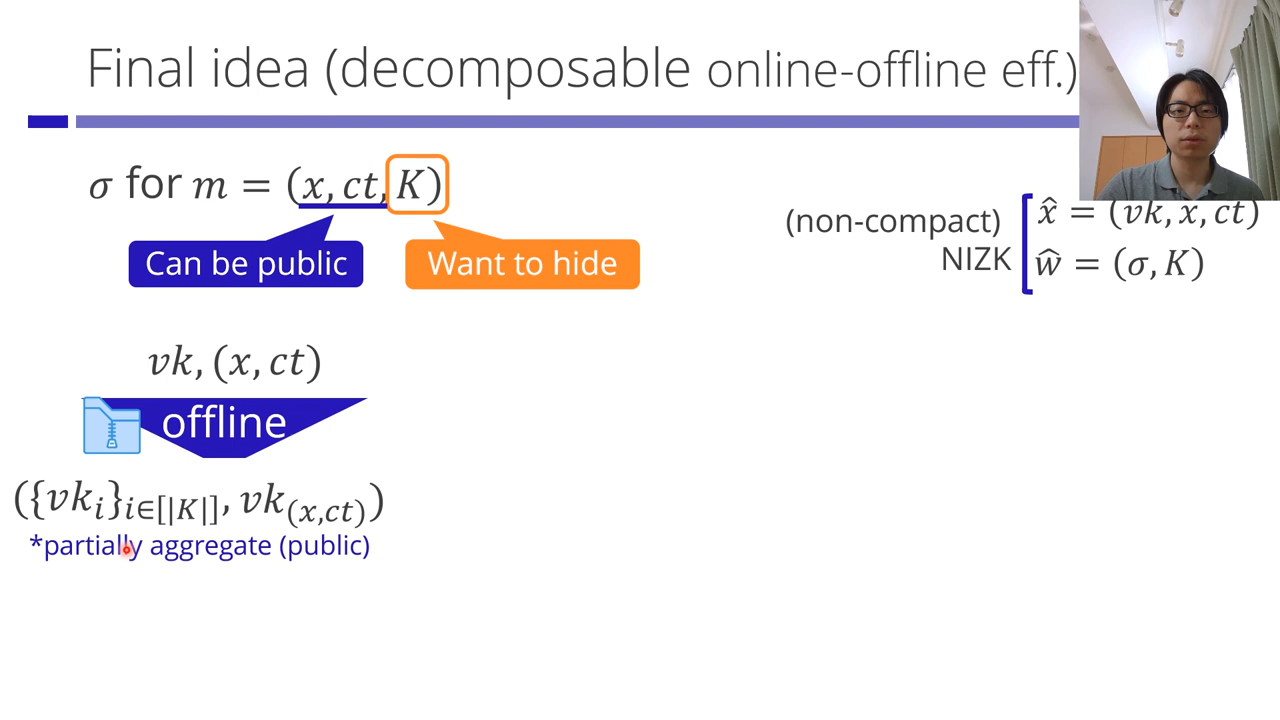 Final idea (decomposable online-offline eff.)
σ for m = (x, ct, K)
Can be public
Want to hide
(non-compact)
NIZK
x̂ = (vk, x, ct)
ŵ = (σ, K)
vk, (x, ct)
offline
({vk_i}_{i∈[|K|]}, vk_{(x,ct)})
*partially aggregate (public)